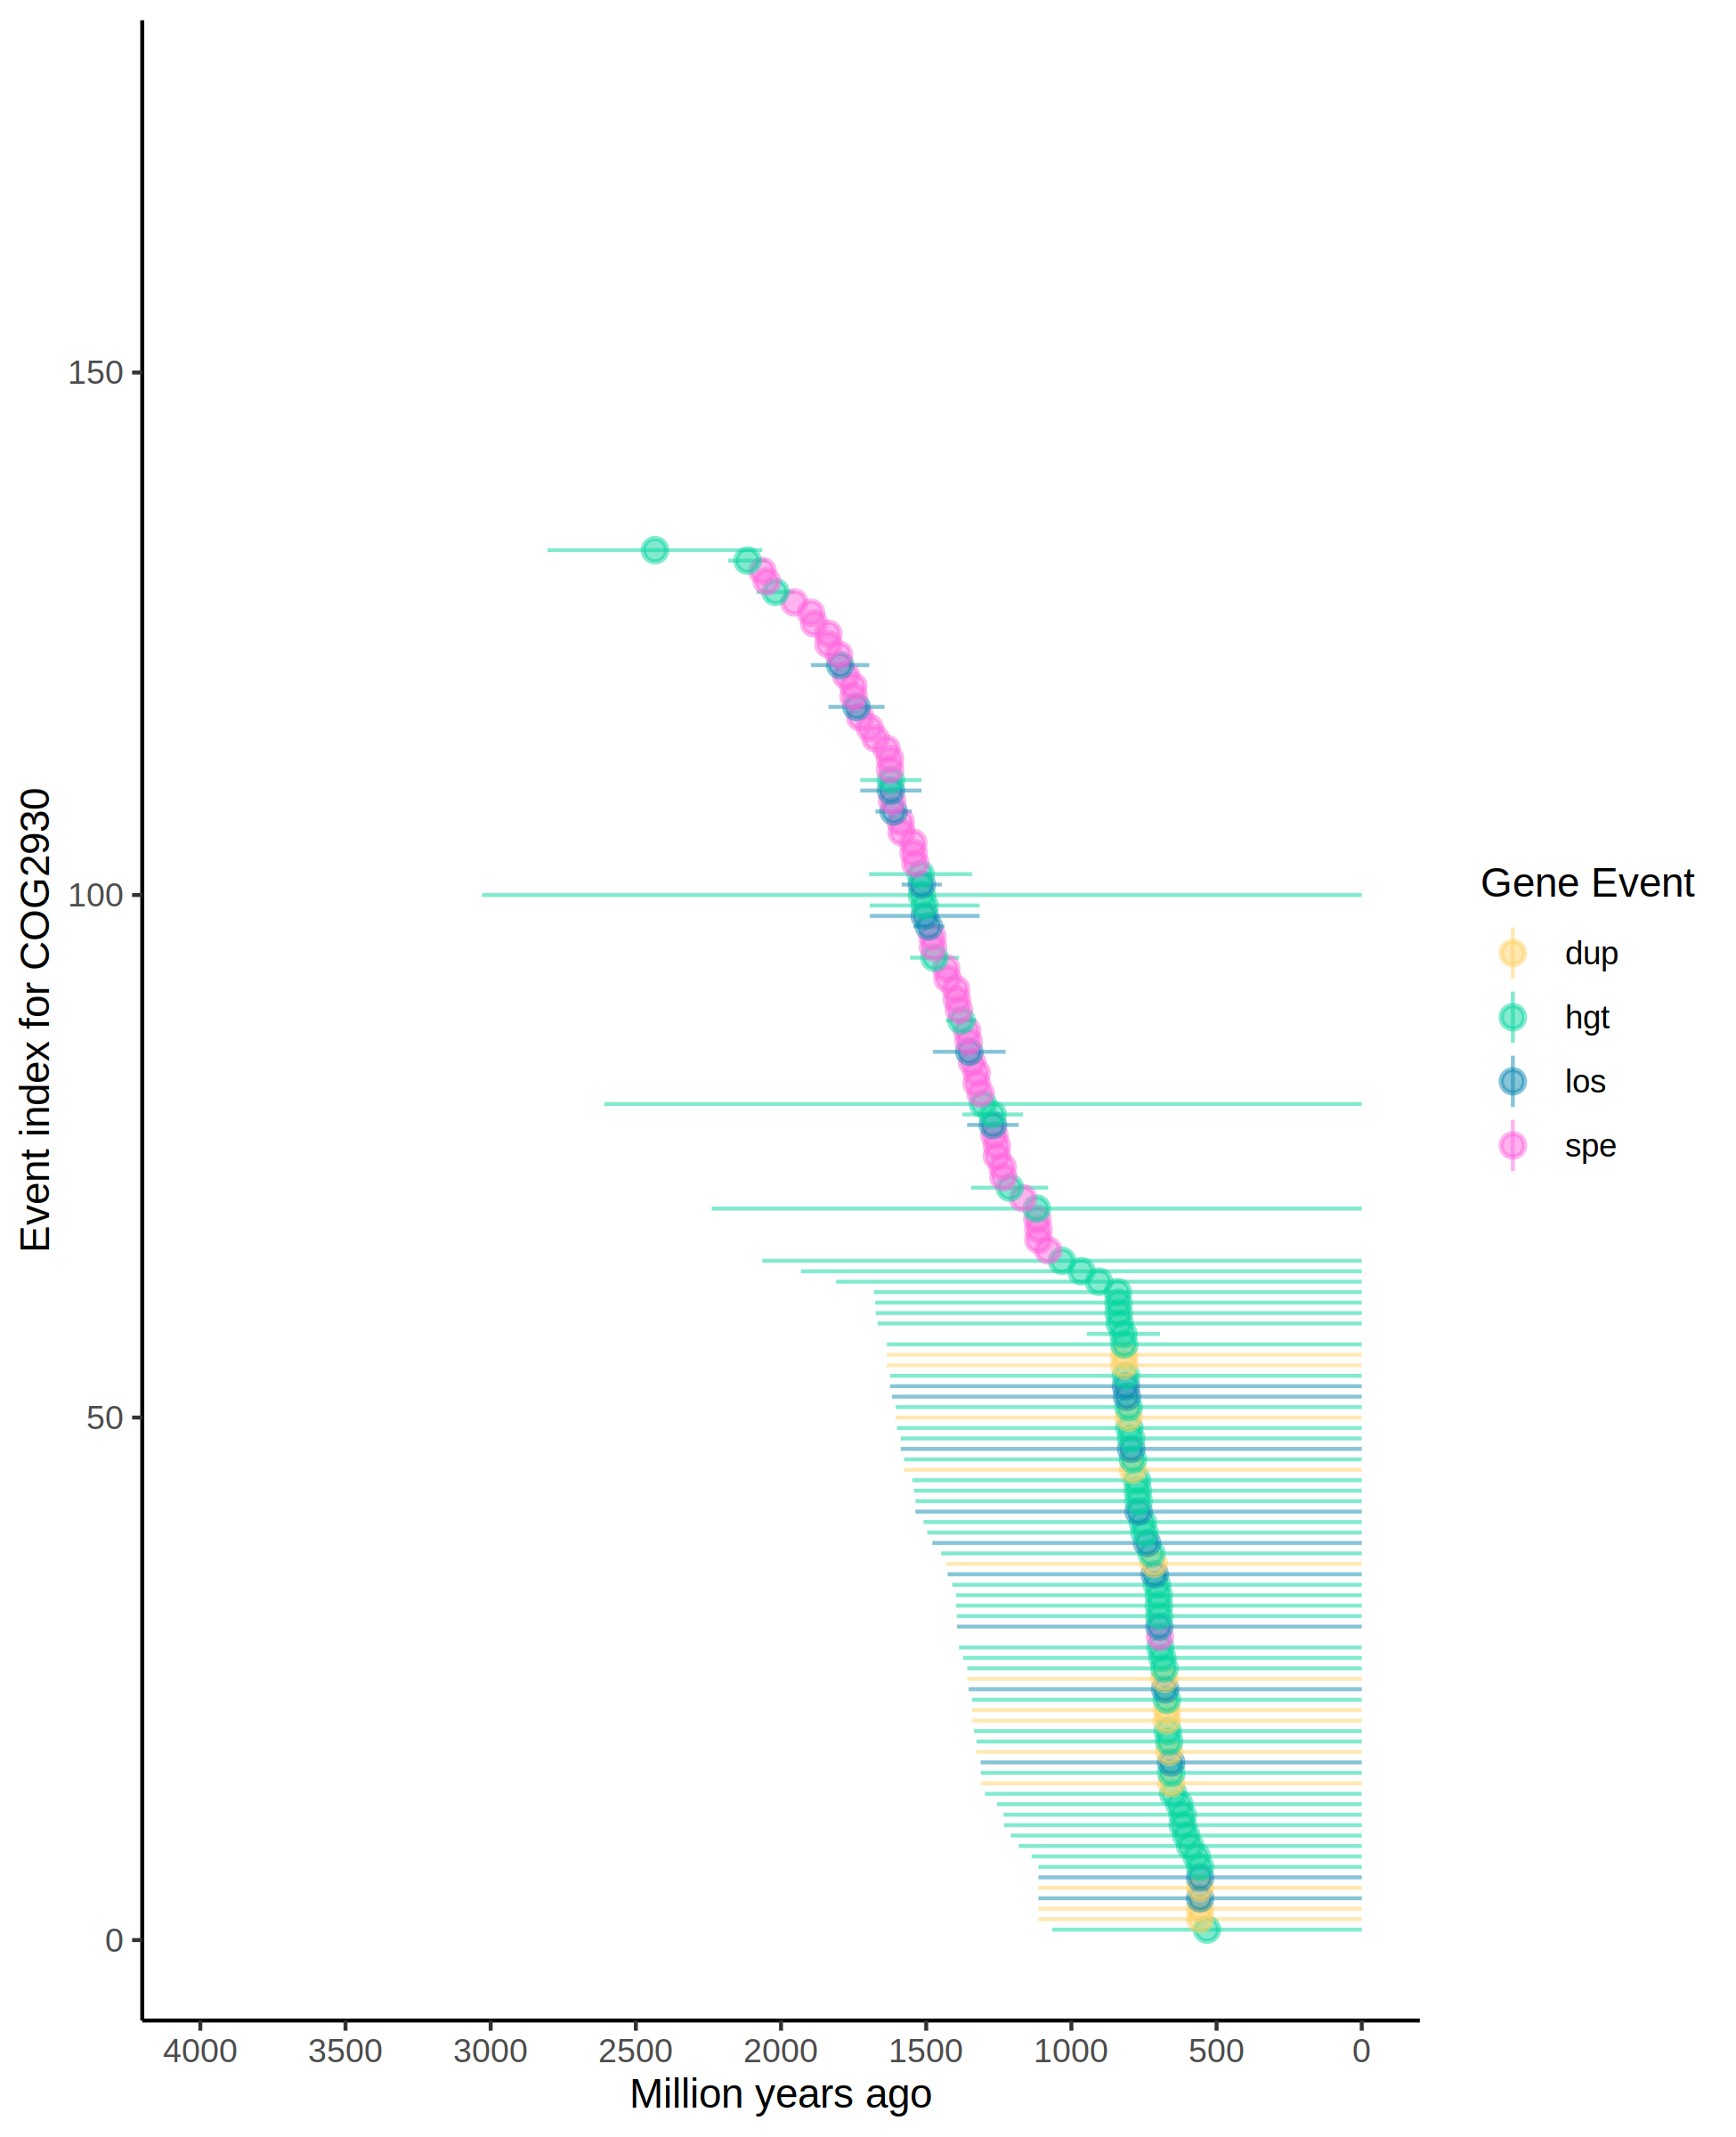 Event index for COG2930
150
100
50
0
4000 3500 3000 2500 2000 1500 1000 500 0
Million years ago
Gene Event
dup
hgt
los
spe